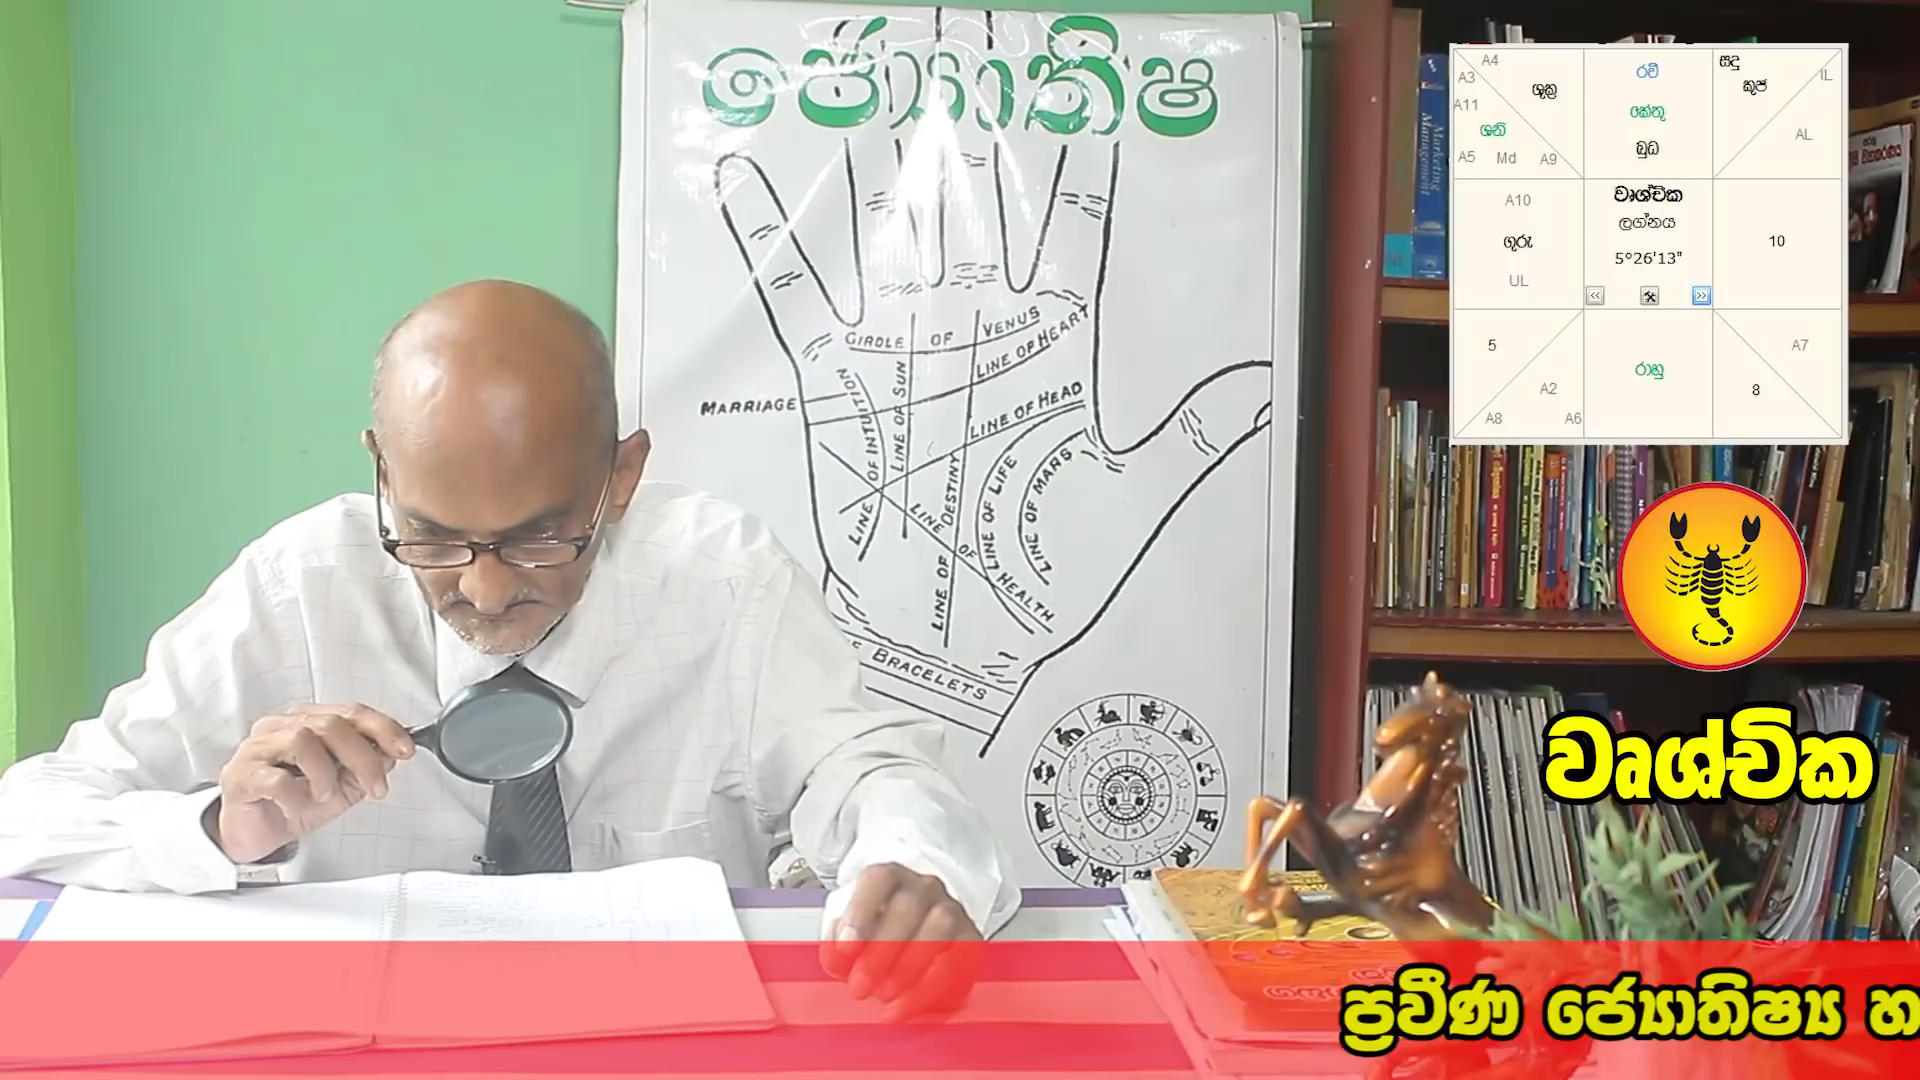 ජ්‍යොතිෂ
GIRDLE OF VENUS
LINE OF HEART
MARRIAGE
LINE OF INTUITION
LINE OF SUN
LINE OF HEAD
LINE OF DESTINY
LINE OF LIFE
LINE OF MARS
LINE OF HEALTH
BRACELETS
Marketing Management
A4
A3
A11
ශුක්‍ර
ශනි
A5 Md A9
රවි
කේතු
බුධ
සඳු
කුජ
IL
AL
A10
ගුරු
UL
වෘශ්චික
ලග්නය
5°26'13"
<< >>
10
5
A2
A8 A6
රාහු
A7
8
වෘශ්චික
ප්‍රවීණ ජ්‍යොතිෂ්‍ය හ